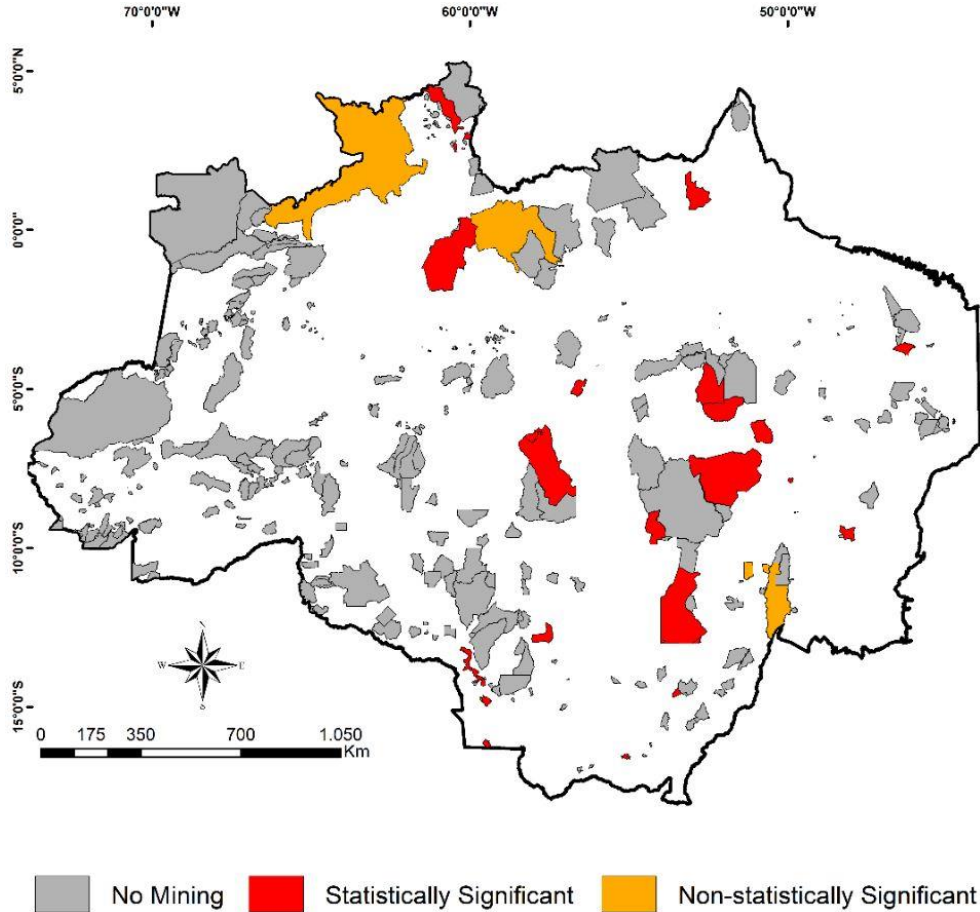 70°0'0"W 60°0'0"W 50°0'0"W
5°0'0"N
0°0'0"
5°0'0"S
10°0'0"S
15°0'0"S
N
W E
S
0 175 350 700 1.050
Km
No Mining Statistically Significant Non-statistically Significant